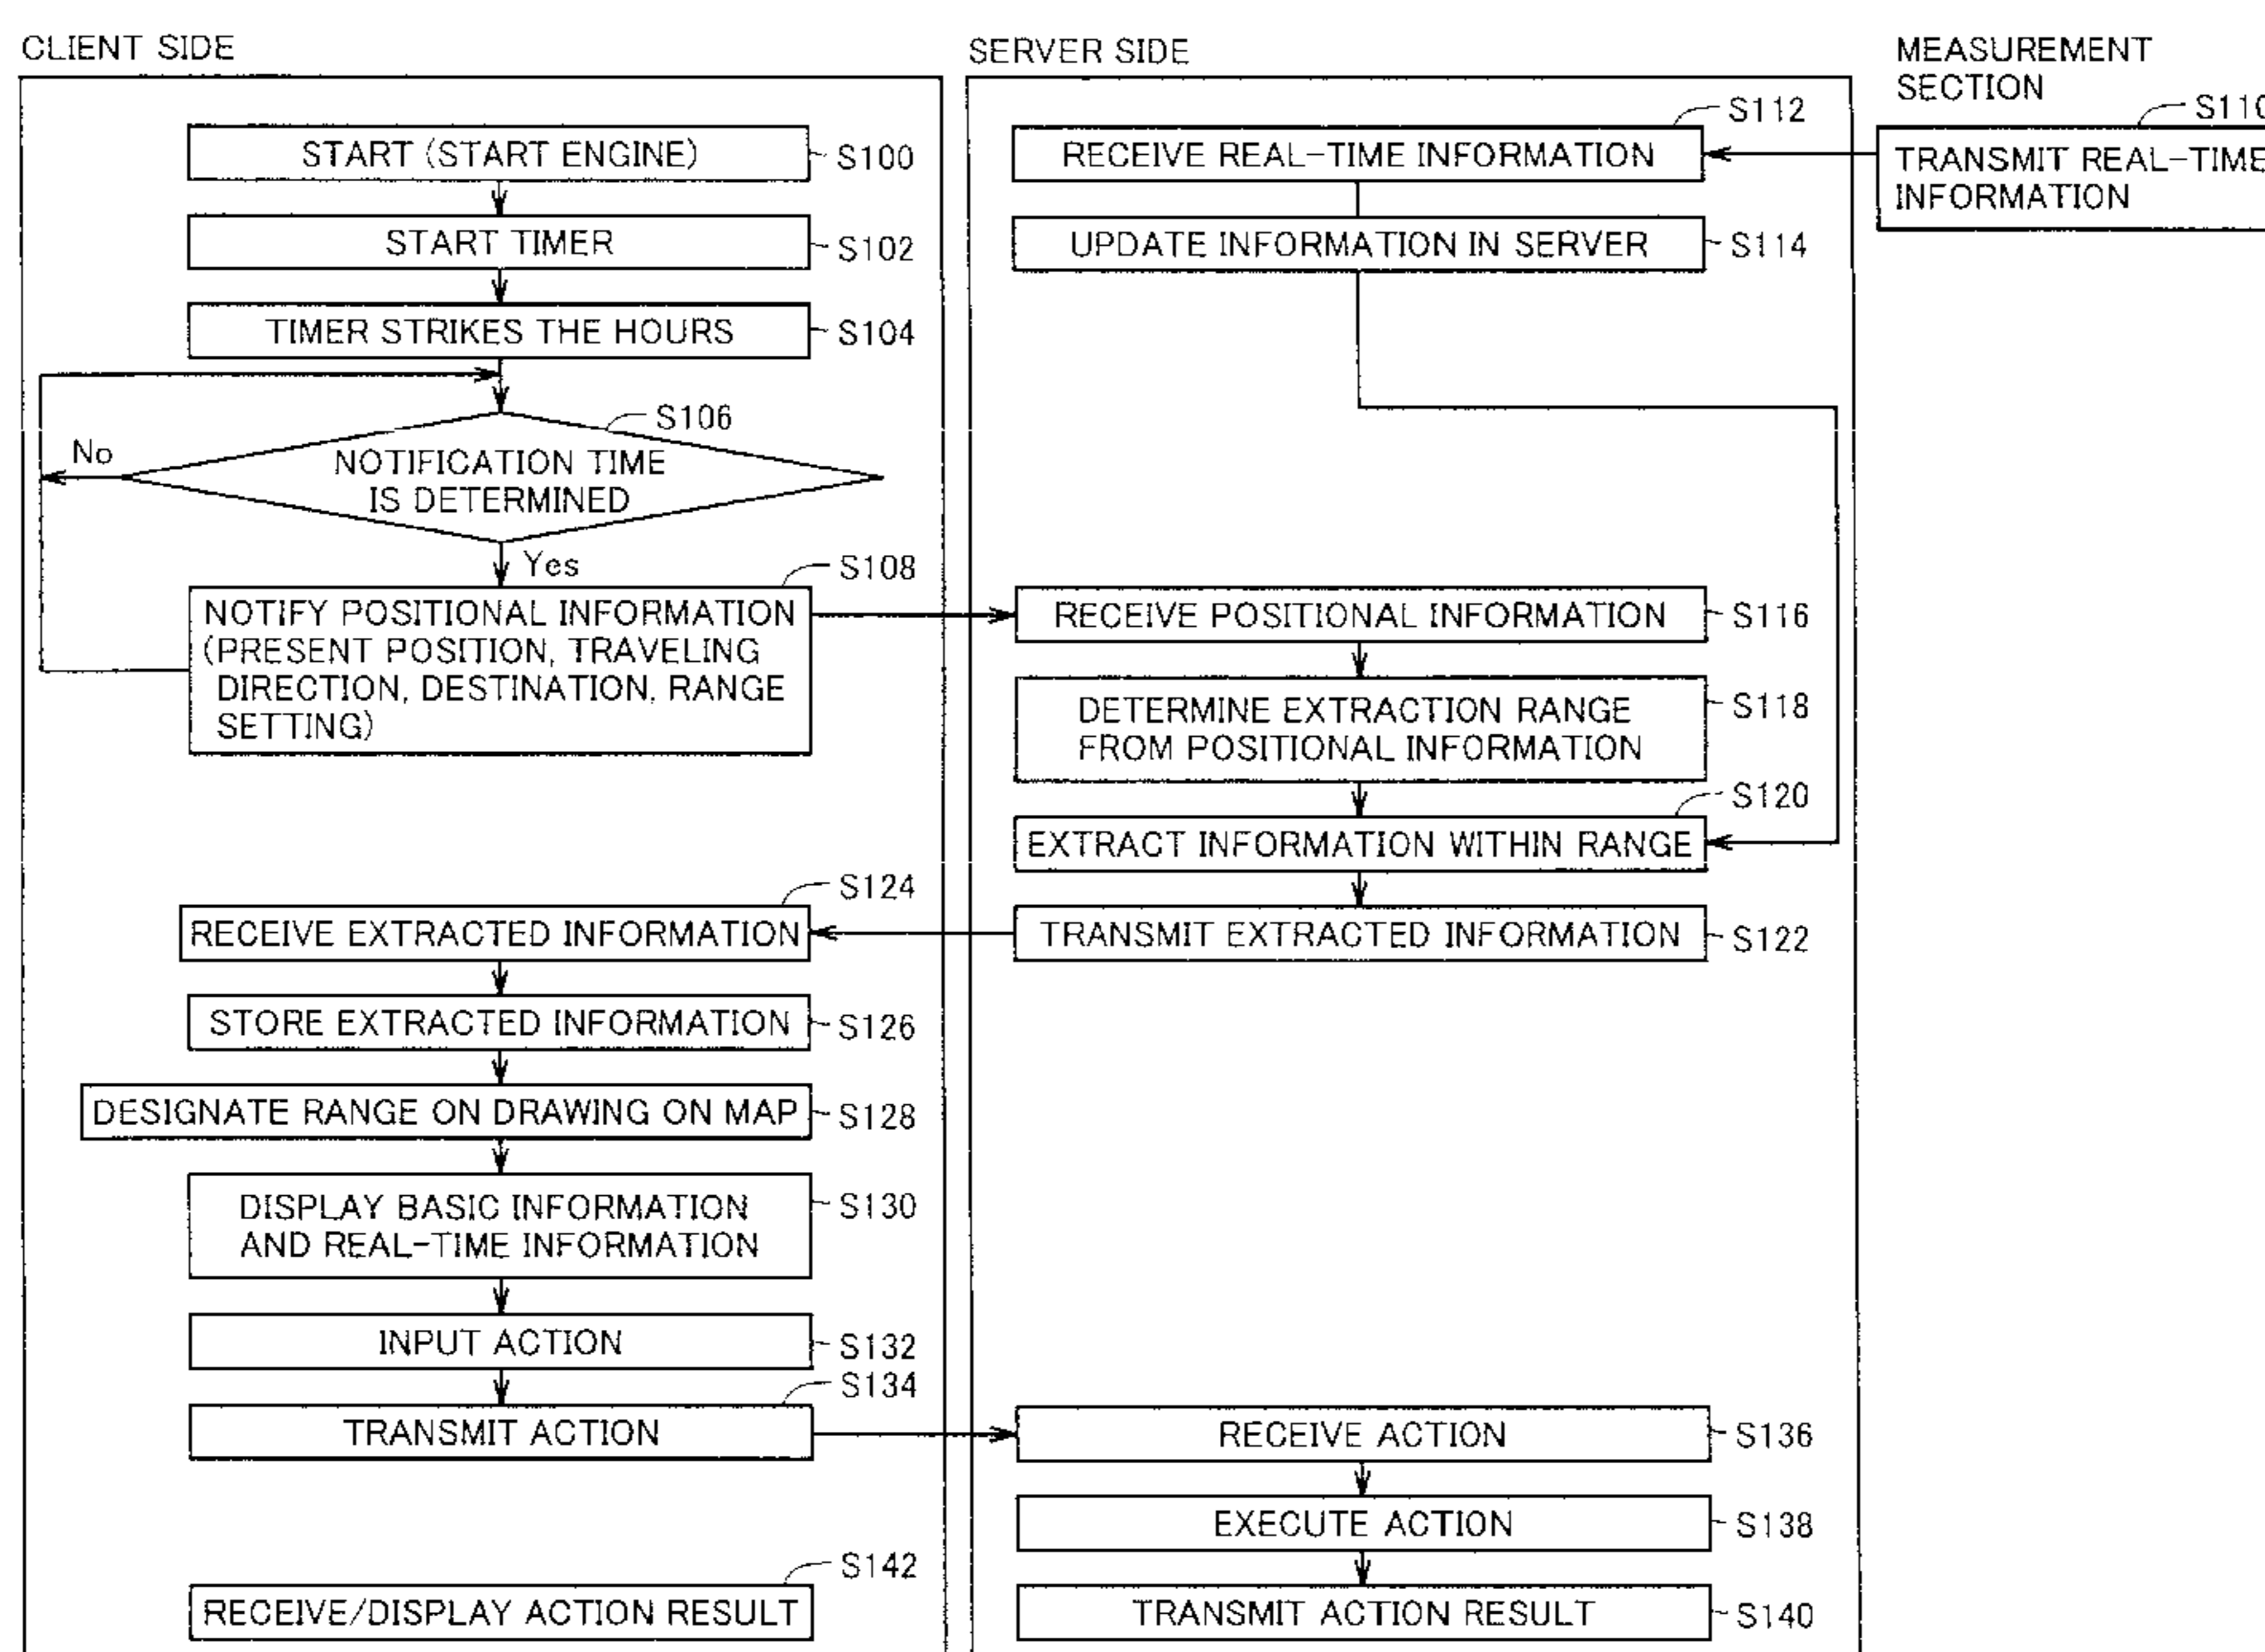 CLIENT SIDE
START (START ENGINE)
S100
START TIMER
S102
TIMER STRIKES THE HOURS
S104
S106
No
NOTIFICATION TIME
IS DETERMINED
Yes
S108
NOTIFY POSITIONAL INFORMATION
(PRESENT POSITION, TRAVELING
DIRECTION, DESTINATION, RANGE
SETTING)
S124
RECEIVE EXTRACTED INFORMATION
STORE EXTRACTED INFORMATION
S126
DESIGNATE RANGE ON DRAWING ON MAP
S128
DISPLAY BASIC INFORMATION
AND REAL-TIME INFORMATION
S130
INPUT ACTION
S132
S134
TRANSMIT ACTION
S142
RECEIVE/DISPLAY ACTION RESULT
SERVER SIDE
S112
RECEIVE REAL-TIME INFORMATION
UPDATE INFORMATION IN SERVER
S114
RECEIVE POSITIONAL INFORMATION
S116
DETERMINE EXTRACTION RANGE
FROM POSITIONAL INFORMATION
S118
S120
EXTRACT INFORMATION WITHIN RANGE
TRANSMIT EXTRACTED INFORMATION
S122
RECEIVE ACTION
S136
EXECUTE ACTION
S138
TRANSMIT ACTION RESULT
S140
MEASUREMENT
SECTION
S110
TRANSMIT REAL-TIME
INFORMATION